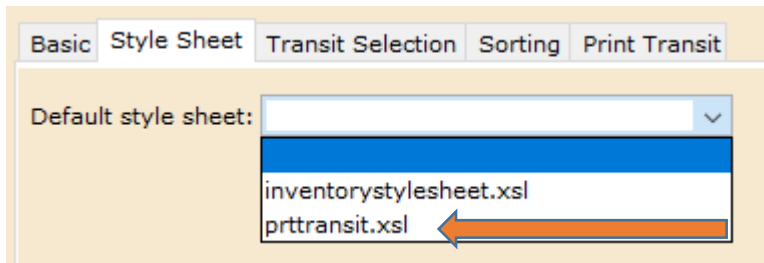 Basic Style Sheet Transit Selection Sorting Print Transit
Default style sheet:
inventorystylesheet.xsl
prttransit.xsl